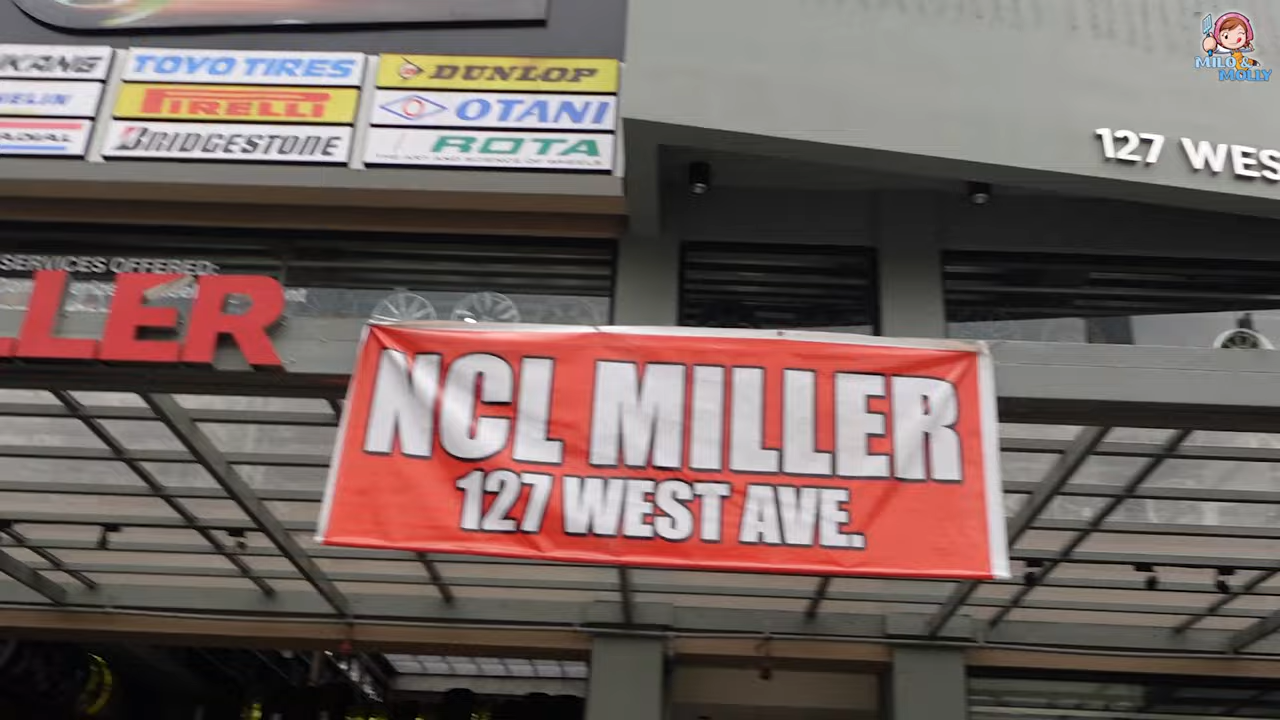 TOYO TIRES
PIRELLI
BRIDGESTONE
DUNLOP
OTANI
ROTA
THE ART AND SCIENCE OF WHEELS
127 WES
SERVICES OFFERED:
LLER
NCL MILLER
127 WEST AVE.
MILO &
MOLLY